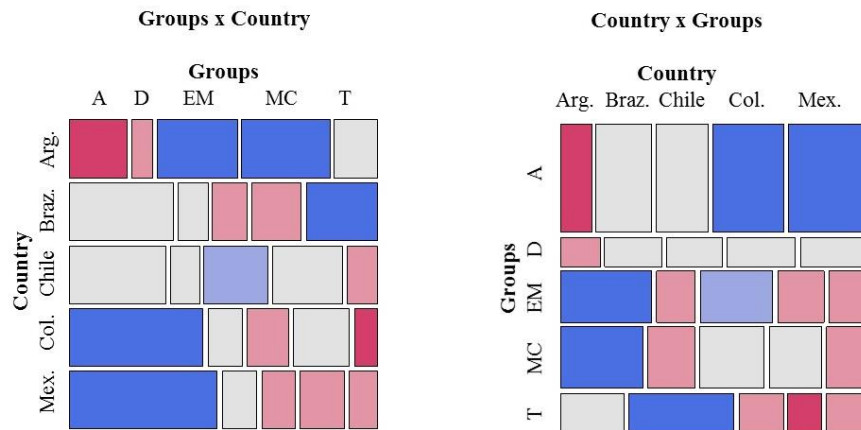 Groups x Country
Groups
A D EM MC T
Country
Arg.
Braz.
Chile
Col.
Mex.
Country x Groups
Country
Arg. Braz. Chile Col. Mex.
Groups
A
D
EM
MC
T